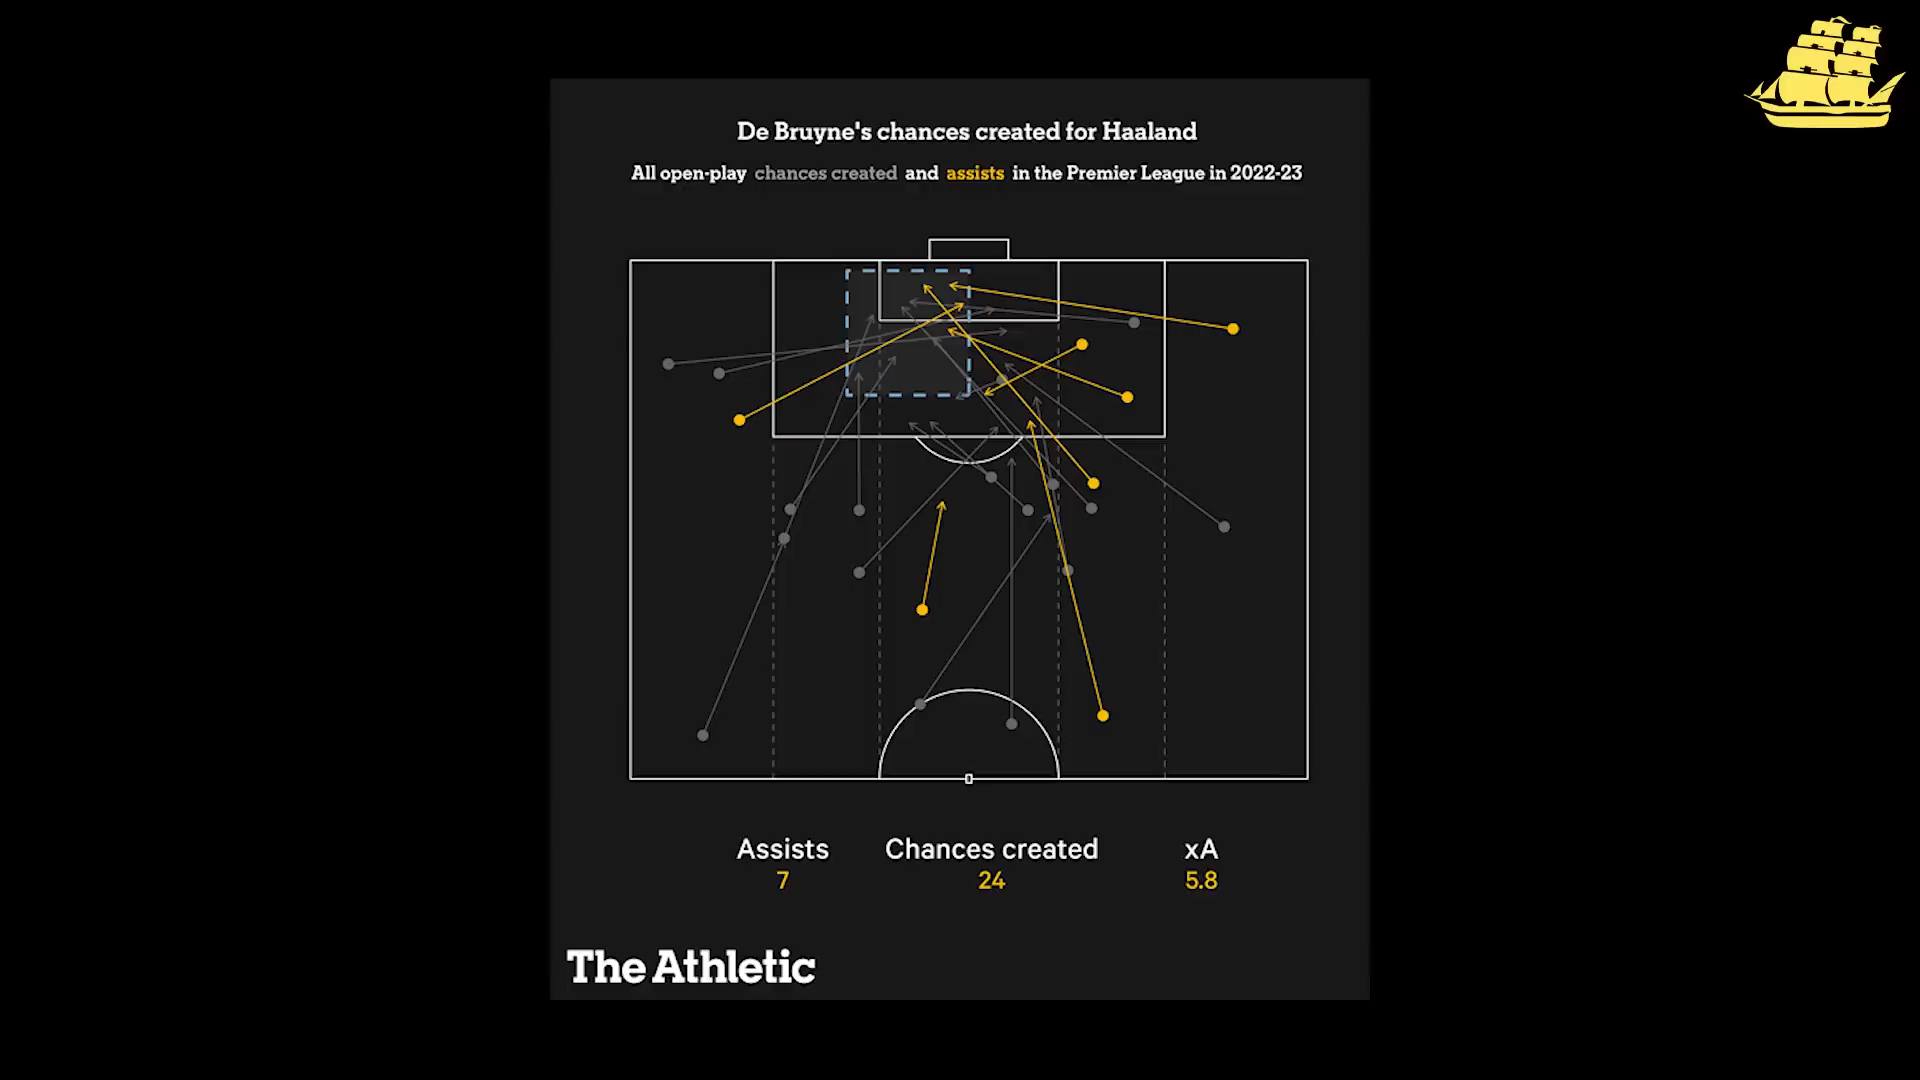 De Bruyne's chances created for Haaland
All open-play chances created and assists in the Premier League in 2022-23
Assists Chances created xA
7 24 5.8
The Athletic